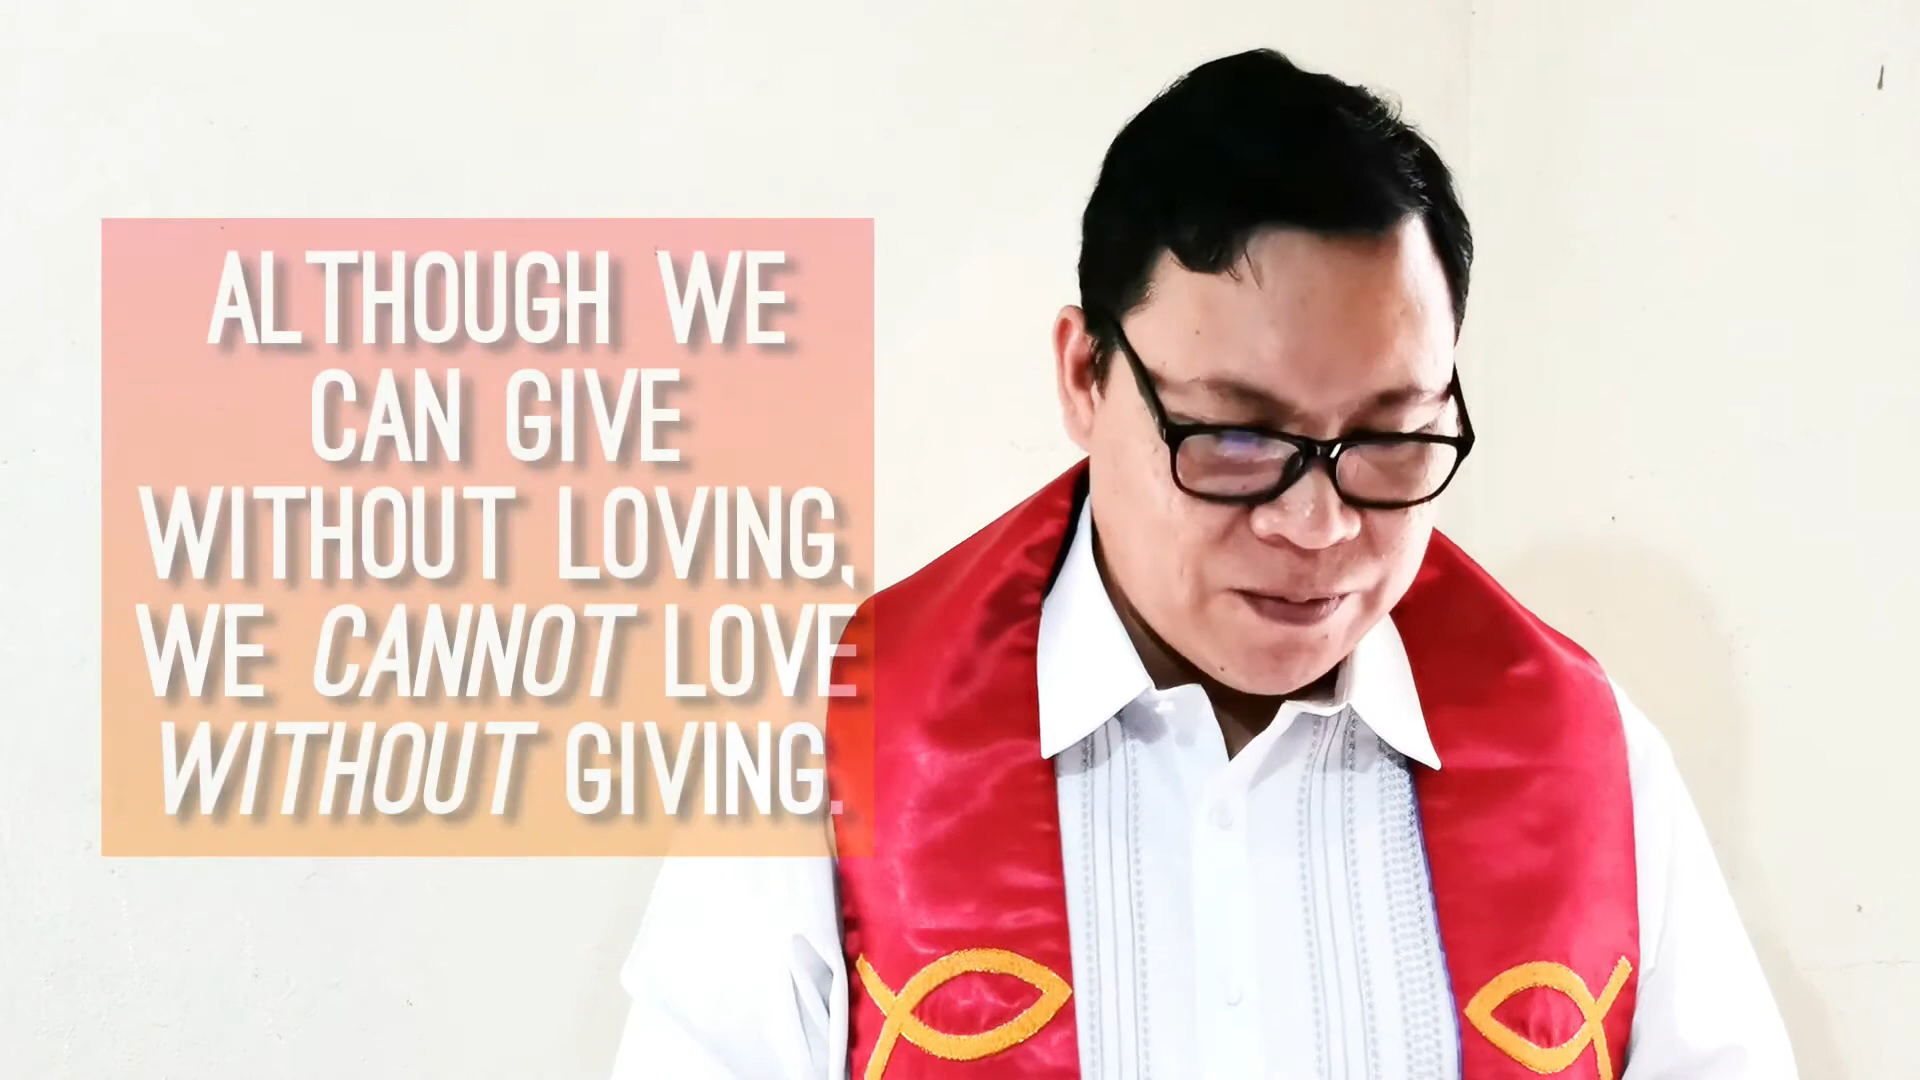 ALTHOUGH WE
CAN GIVE
WITHOUT LOVING,
WE CANNOT LOVE
WITHOUT GIVING.